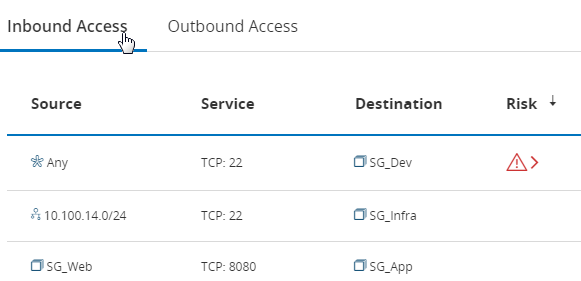 Inbound Access Outbound Access
Source Service Destination Risk
Any TCP: 22 SG_Dev
10.100.14.0/24 TCP: 22 SG_Infra
SG_Web TCP: 8080 SG_App